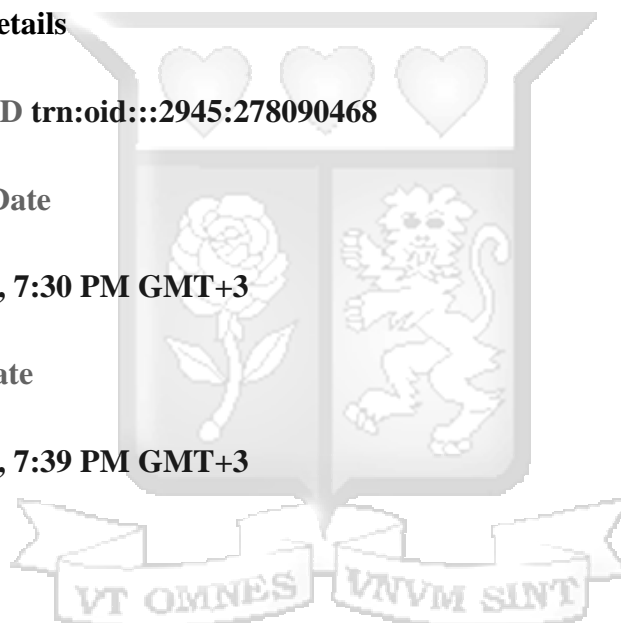 etails
D trn:oid:::2945:278090468
Date
, 7:30 PM GMT+3
ate
, 7:39 PM GMT+3
VT OMNES VNVM SINT